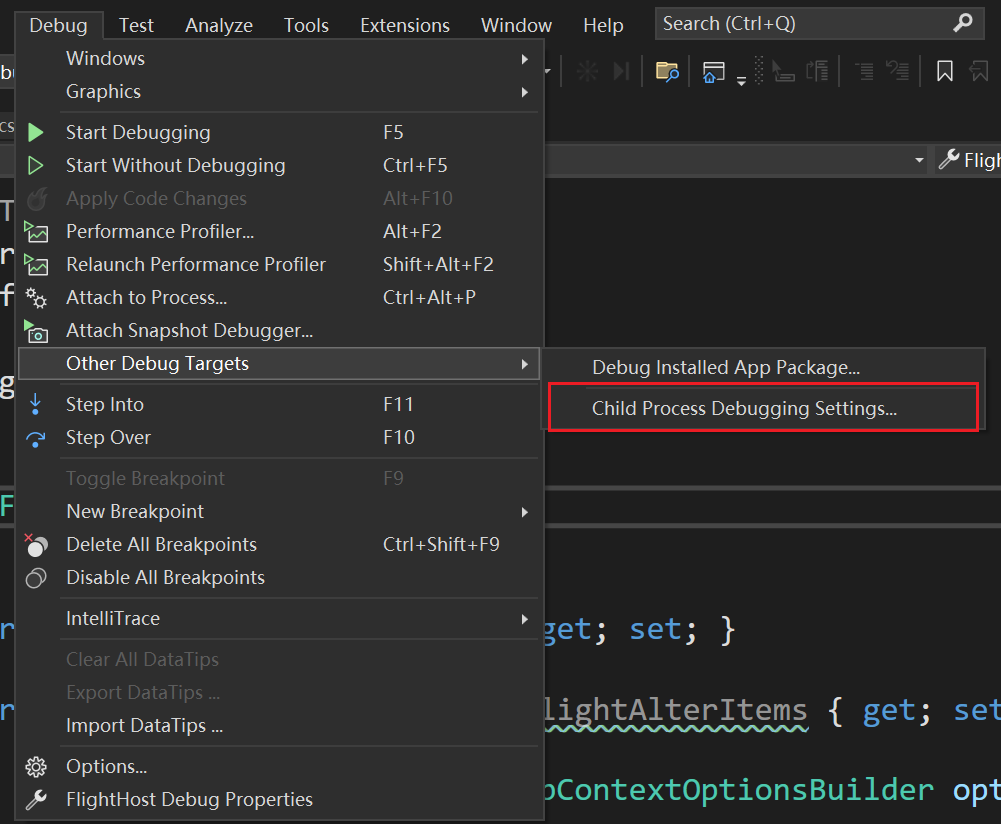 Debug Test Analyze Tools Extensions Window Help Search (Ctrl+Q)
Windows
Graphics
Start Debugging F5
Start Without Debugging Ctrl+F5
Fligh
Apply Code Changes Alt+F10
Performance Profiler... Alt+F2
Relaunch Performance Profiler Shift+Alt+F2
Attach to Process... Ctrl+Alt+P
Attach Snapshot Debugger...
Other Debug Targets
Debug Installed App Package...
Child Process Debugging Settings...
Step Into F11
Step Over F10
Toggle Breakpoint F9
New Breakpoint
Delete All Breakpoints Ctrl+Shift+F9
Disable All Breakpoints
IntelliTrace
get; set; }
Clear All DataTips
Export DataTips ...
Import DataTips ...
lightAlterItems { get; set
Options...
FlightHost Debug Properties
bContextOptionsBuilder opt